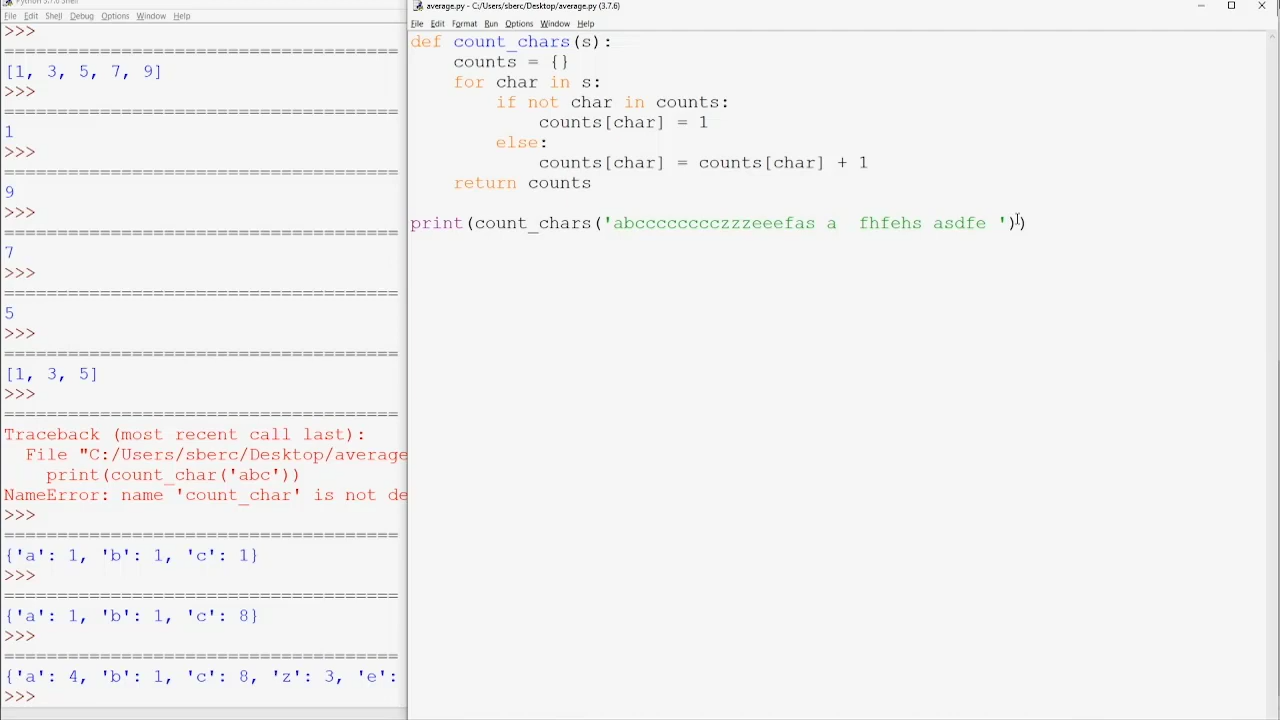 Python 3.7.6 Shell
File Edit Shell Debug Options Window Help
>>>
=====================================
[1, 3, 5, 7, 9]
>>>
=====================================
1
>>>
=====================================
9
>>>
=====================================
7
>>>
=====================================
5
>>>
=====================================
[1, 3, 5]
>>>
=====================================
Traceback (most recent call last):
  File "C:/Users/sberc/Desktop/average
    print(count_char('abc'))
NameError: name 'count_char' is not de
>>>
=====================================
{'a': 1, 'b': 1, 'c': 1}
>>>
=====================================
{'a': 1, 'b': 1, 'c': 8}
>>>
=====================================
{'a': 4, 'b': 1, 'c': 8, 'z': 3, 'e':
>>>
average.py - C:/Users/sberc/Desktop/average.py (3.7.6)
File Edit Format Run Options Window Help
def count_chars(s):
    counts = {}
    for char in s:
        if not char in counts:
            counts[char] = 1
        else:
            counts[char] = counts[char] + 1
    return counts
print(count_chars('abcccccccczzzeeefas a  fhfehs asdfe '))